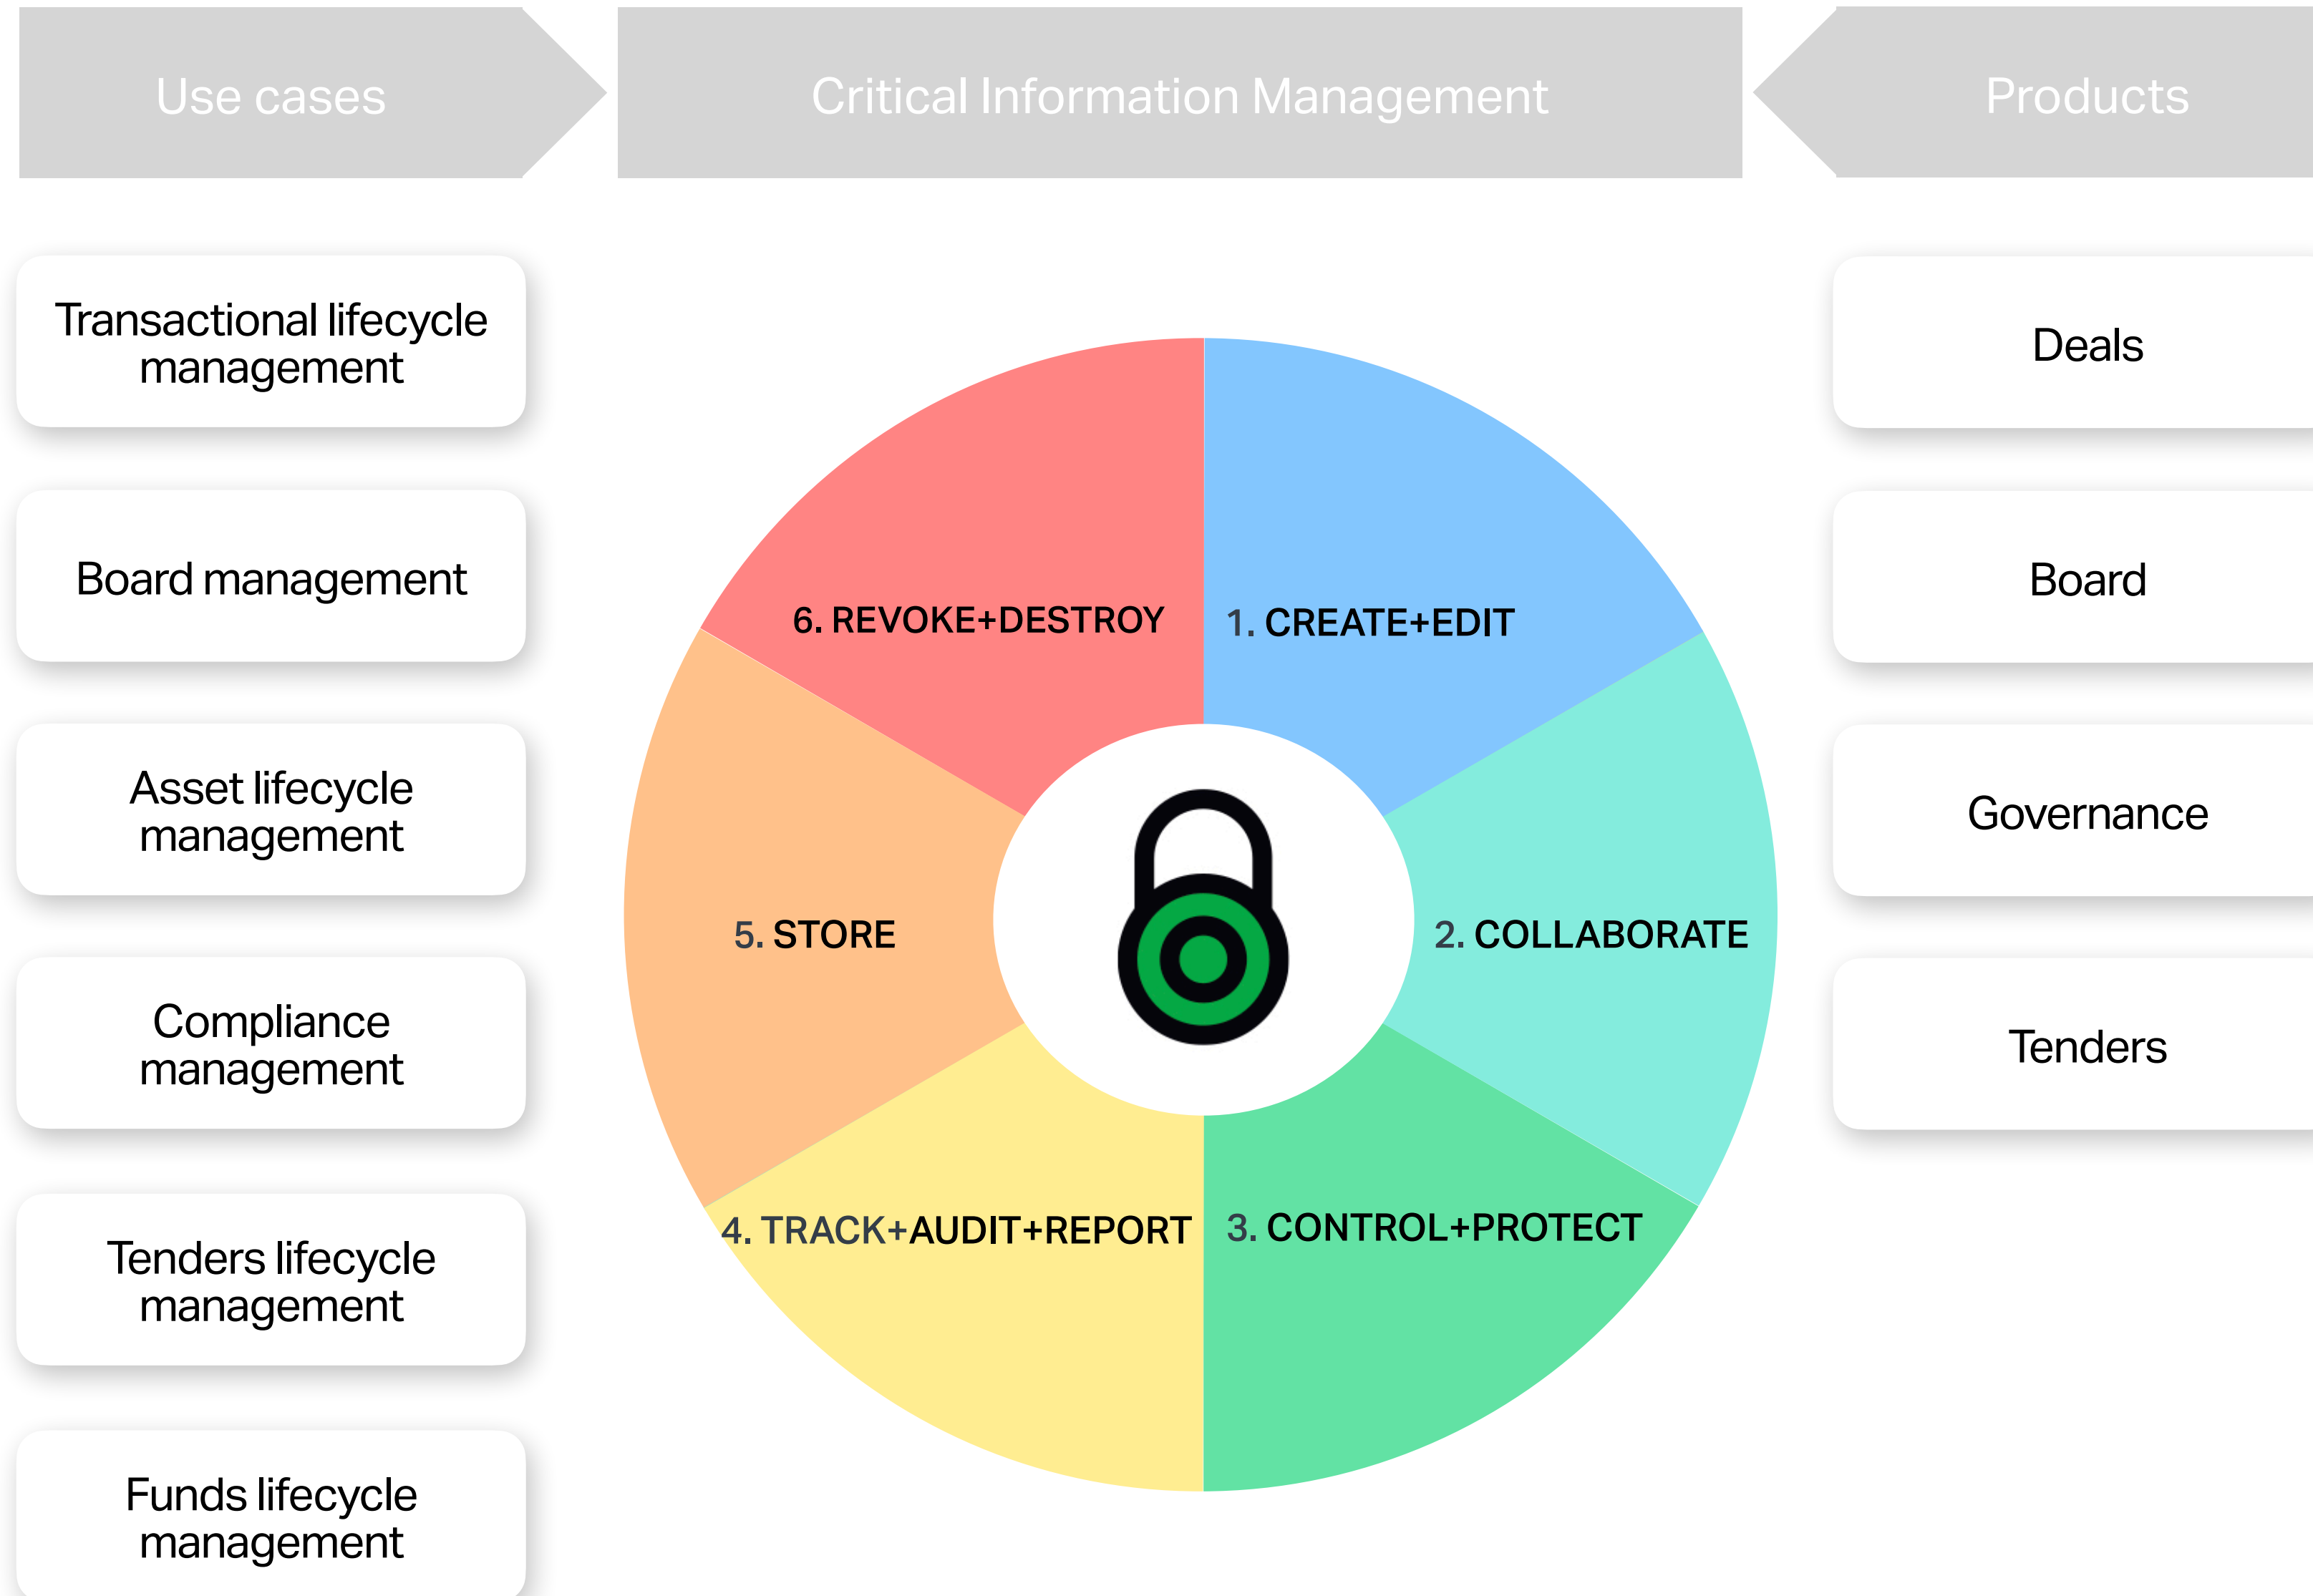 Use cases
Critical Information Management
Products
Transactional lifecycle
management
Board management
Asset lifecycle
management
Compliance
management
Tenders lifecycle
management
Funds lifecycle
management
6. REVOKE+DESTROY
1. CREATE+EDIT
5. STORE
2. COLLABORATE
4. TRACK+AUDIT+REPORT
3. CONTROL+PROTECT
Deals
Board
Governance
Tenders